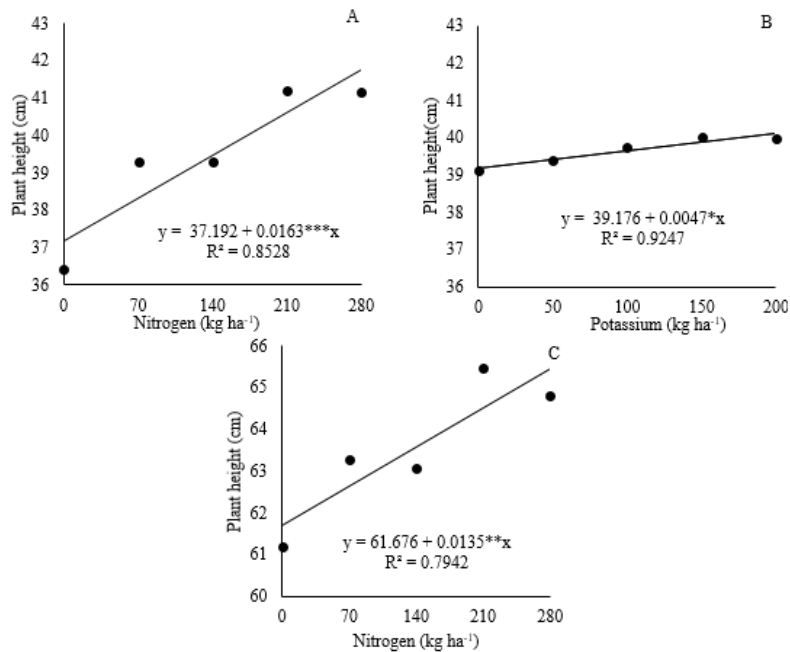 A
Plant height (cm)
43
42
41
40
39
38
37
36
y = 37.192 + 0.0163***x
R² = 0.8528
0 70 140 210 280
Nitrogen (kg ha⁻¹)
B
Plant height(cm)
43
42
41
40
39
38
37
36
y = 39.176 + 0.0047*x
R² = 0.9247
0 50 100 150 200
Potassium (kg ha⁻¹)
C
Plant height (cm)
66
65
64
63
62
61
60
y = 61.676 + 0.0135**x
R² = 0.7942
0 70 140 210 280
Nitrogen (kg ha⁻¹)